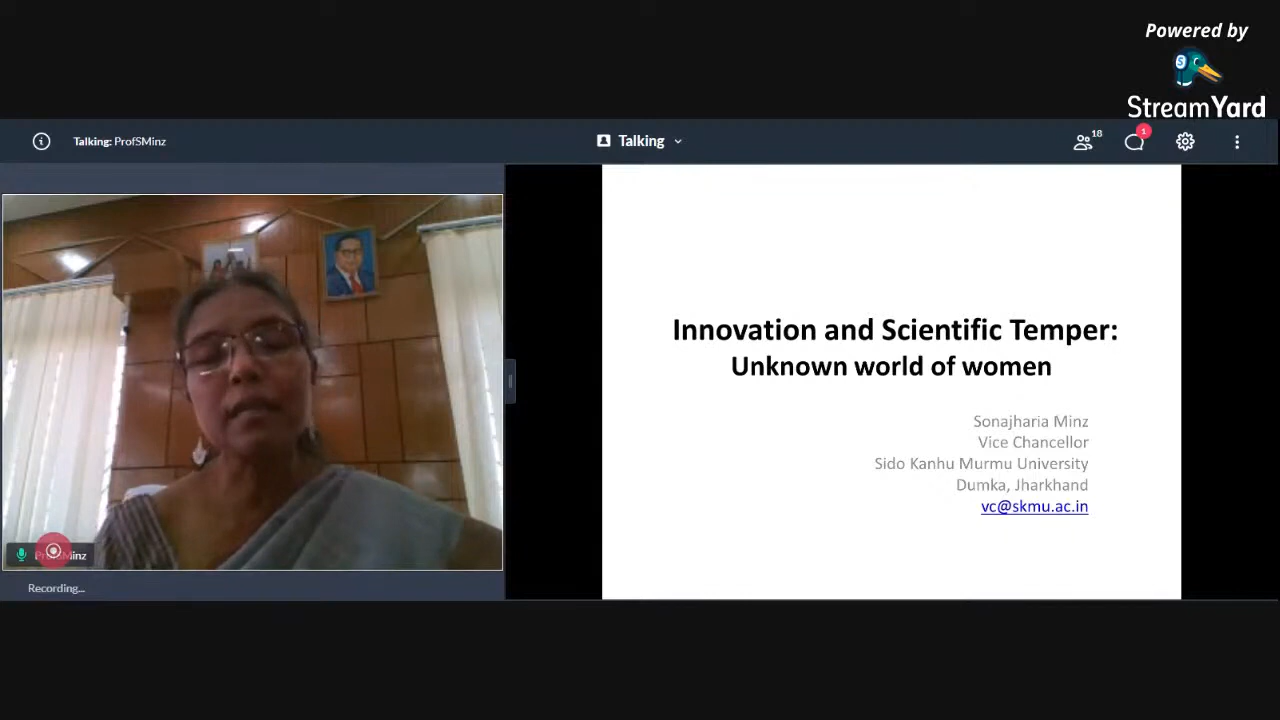 Powered by
StreamYard
Talking: ProfSMinz
Talking
18
1
Innovation and Scientific Temper:
Unknown world of women
Sonajharia Minz
Vice Chancellor
Sido Kanhu Murmu University
Dumka, Jharkhand
vc@skmu.ac.in
ProfSMinz
Recording...